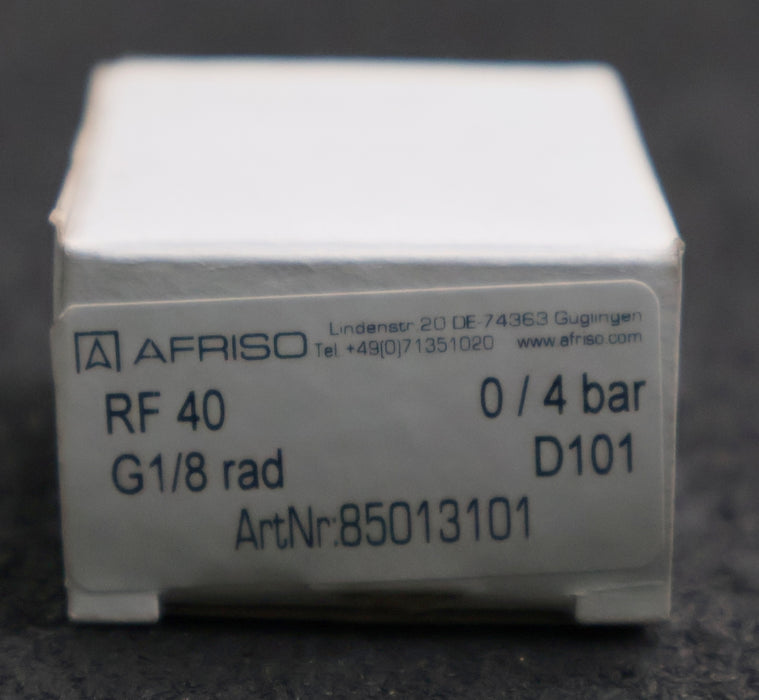 A AFRISO Lindenstr. 20 DE-74363 Güglingen
Tel. +49(0)71351020 www.afriso.com
RF 40 0 / 4 bar
G1/8 rad D101
ArtNr:85013101